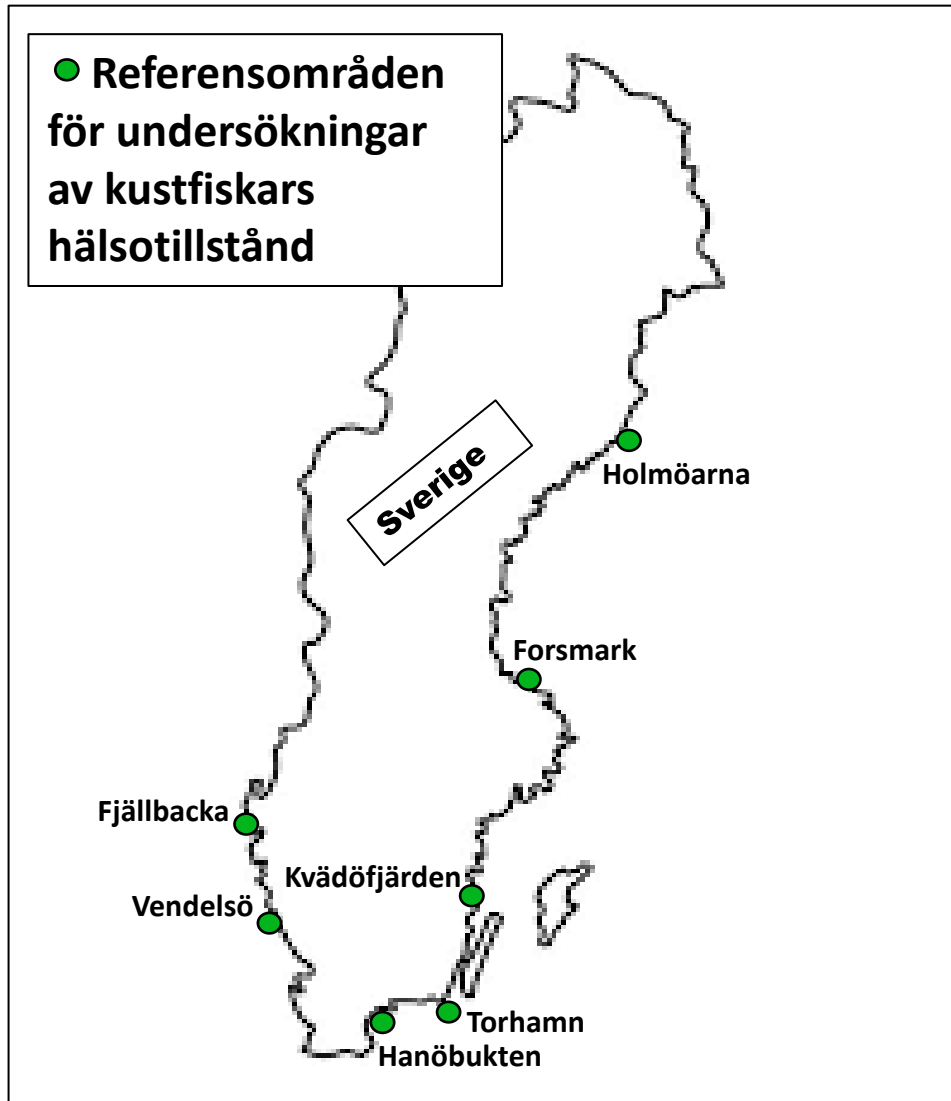 Referensområden
för undersökningar
av kustfiskars
hälsotillstånd
Sverige
Holmöarna
Forsmark
Fjällbacka
Kvädöfjärden
Vendelsö
Torhamn
Hanöbukten